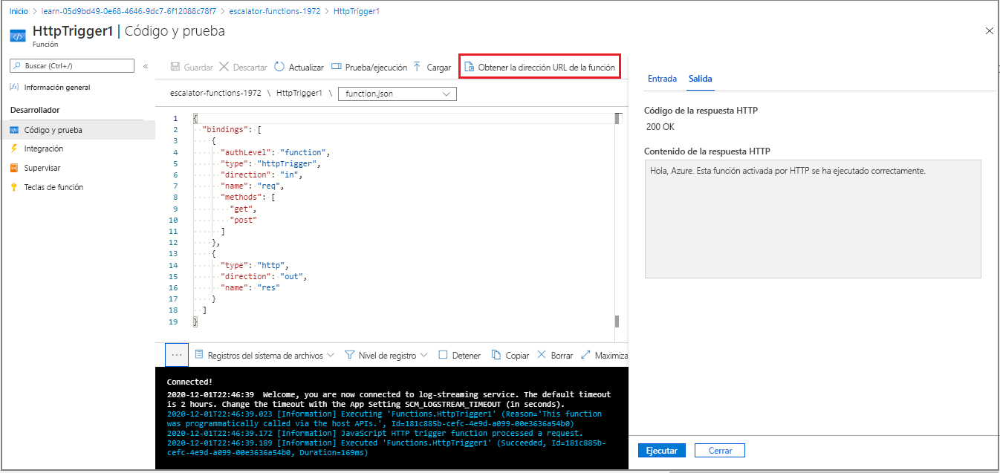 Inicio > learn-05d9bd49-0e68-4646-9dc7-6f12088c78f7 > escalator-functions-1972 > HttpTrigger1
HttpTrigger1 | Código y prueba
Función
Buscar (Ctrl+/)
«
Información general
Desarrollador
Código y prueba
Integración
Supervisar
Teclas de función
Guardar Descartar Actualizar Prueba/ejecución Cargar Obtener la dirección URL de la función
escalator-functions-1972 \ HttpTrigger1 \ function.json
1 {
2 "bindings": [
3 {
4 "authLevel": "function",
5 "type": "httpTrigger",
6 "direction": "in",
7 "name": "req",
8 "methods": [
9 "get",
10 "post"
11 ]
12 },
13 {
14 "type": "http",
15 "direction": "out",
16 "name": "res"
17 }
18 ]
19 }
... Registros del sistema de archivos Nivel de registro Detener Copiar Borrar Maximiza
Connected!
2020-12-01T22:46:39 Welcome, you are now connected to log-streaming service. The default timeout
is 2 hours. Change the timeout with the App Setting SCM_LOGSTREAM_TIMEOUT (in seconds).
2020-12-01T22:46:39.023 [Information] Executing 'Functions.HttpTrigger1' (Reason='This function
was programmatically called via the host APIs.', Id=181c885b-cefc-4e9d-a099-00e3636a54b0)
2020-12-01T22:46:39.172 [Information] JavaScript HTTP trigger function processed a request.
2020-12-01T22:46:39.189 [Information] Executed 'Functions.HttpTrigger1' (Succeeded, Id=181c885b-
cefc-4e9d-a099-00e3636a54b0, Duration=169ms)
Entrada Salida
Código de la respuesta HTTP
200 OK
Contenido de la respuesta HTTP
Hola, Azure. Esta función activada por HTTP se ha ejecutado correctamente.
Ejecutar Cerrar